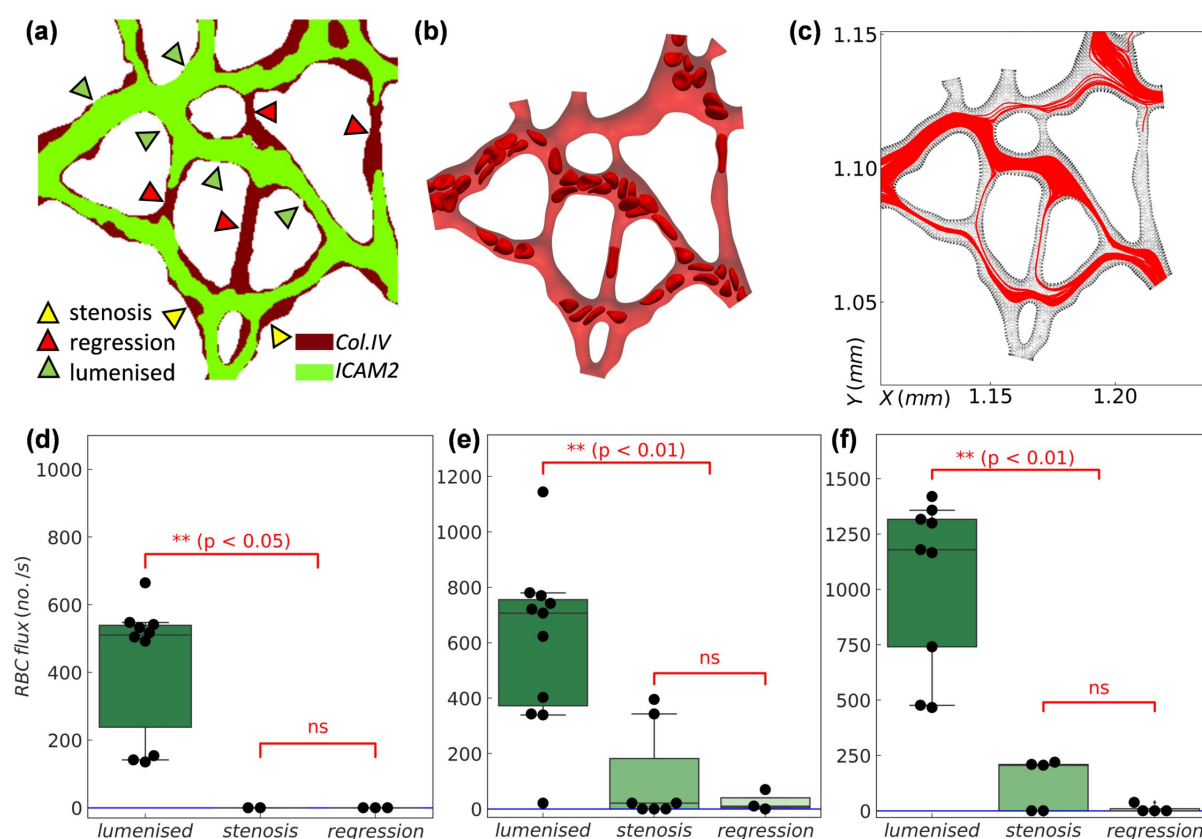 (a)
(b)
(c)
stenosis
regression
lumenised
Col.IV
ICAM2
1.15
1.10
1.05
Y (mm)
X (mm)
1.15
1.20
(d)
1000
800
600
400
200
0
RBC flux (no. /s)
** (p < 0.05)
ns
lumenised
stenosis
regression
(e)
1200
1000
800
600
400
200
0
** (p < 0.01)
ns
lumenised
stenosis
regression
(f)
1500
1250
1000
750
500
250
0
** (p < 0.01)
ns
lumenised
stenosis
regression